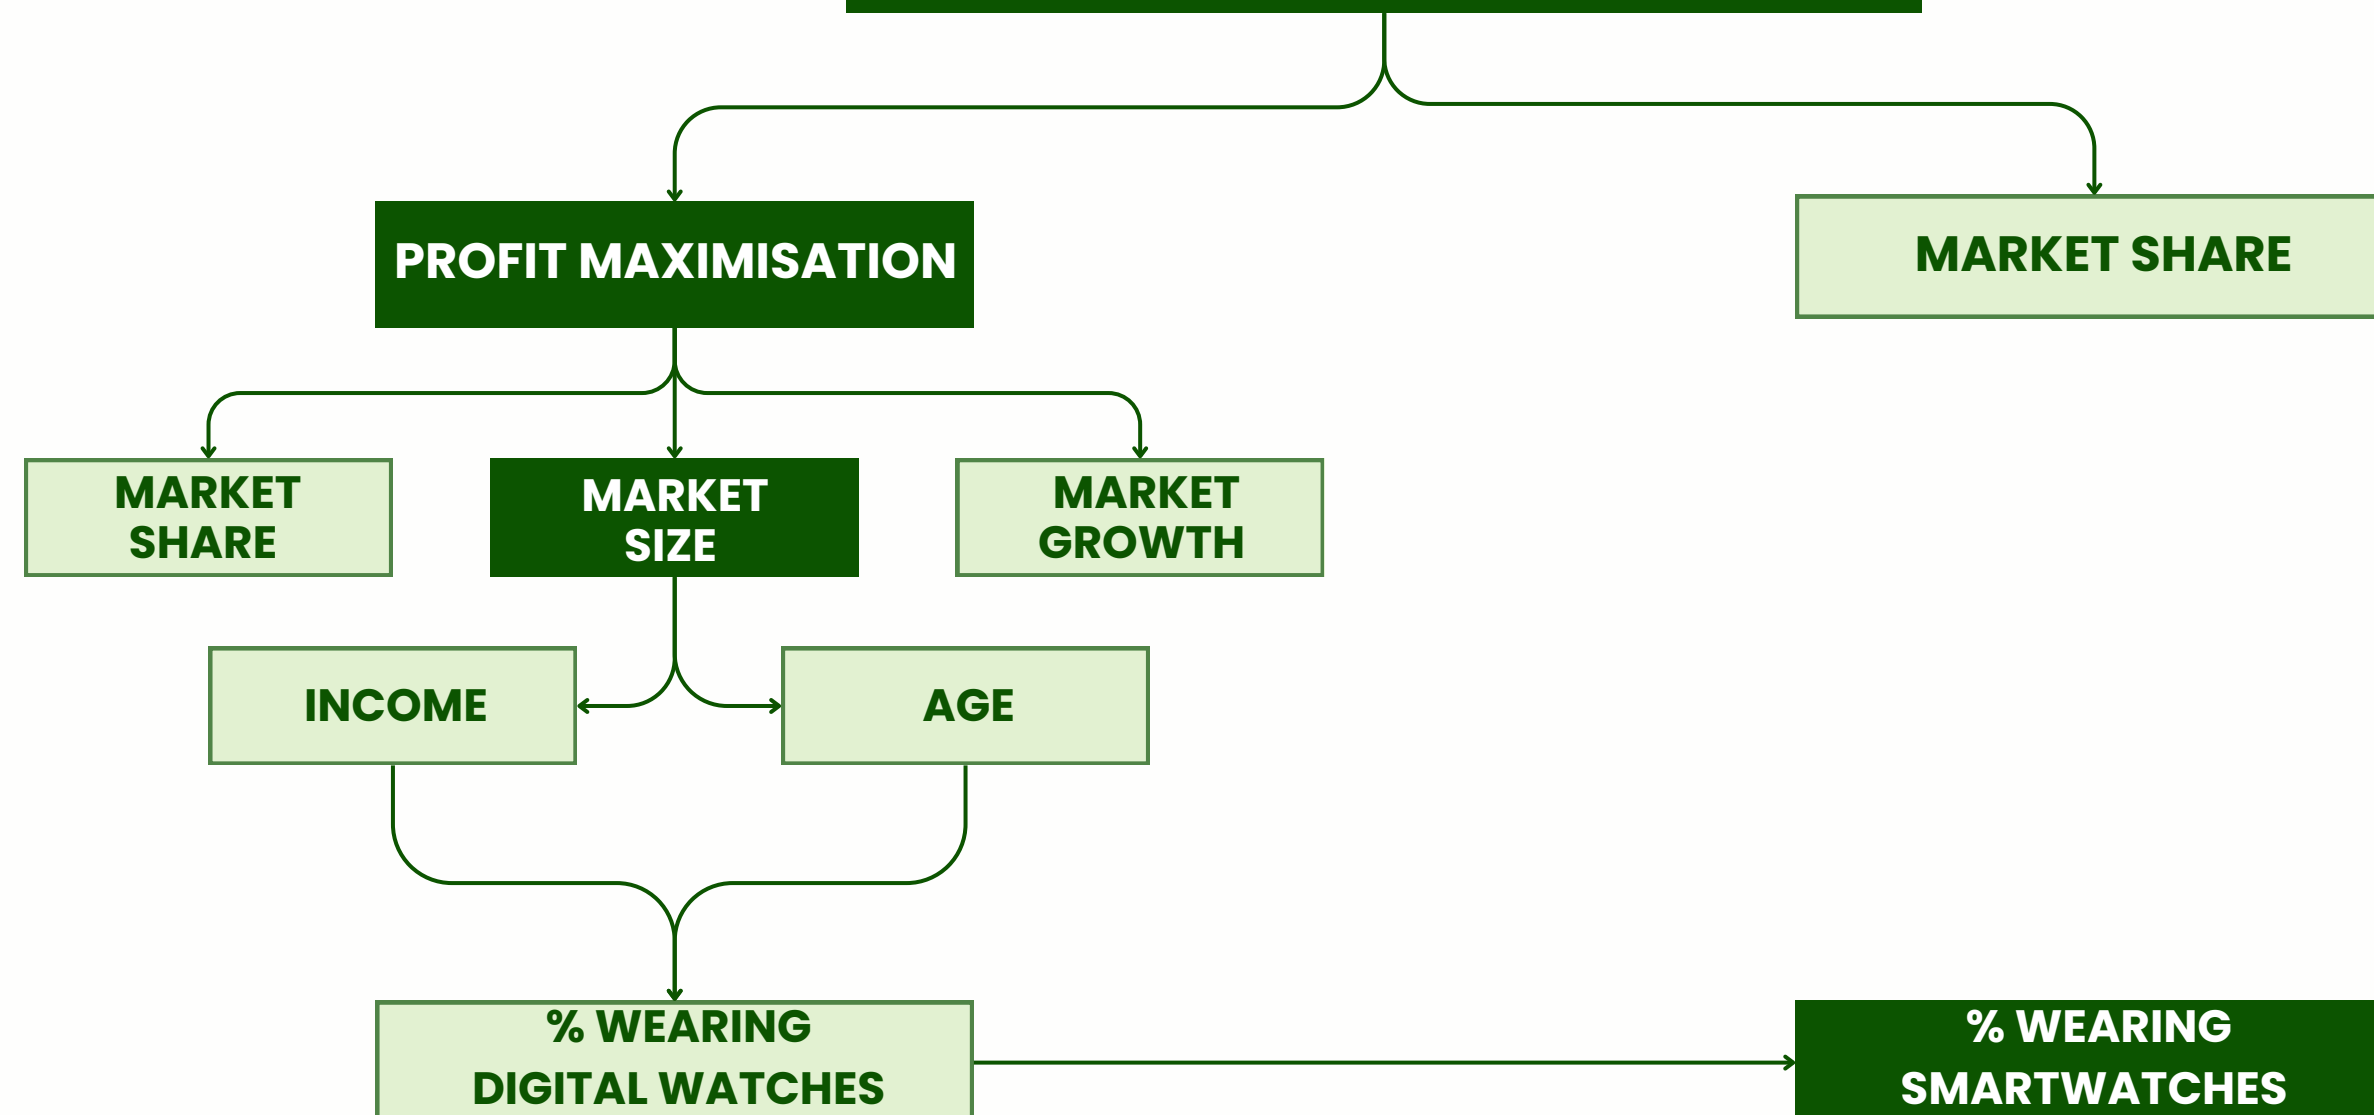 PROFIT MAXIMISATION
MARKET SHARE
MARKET
SHARE
MARKET
SIZE
MARKET
GROWTH
INCOME
AGE
% WEARING
DIGITAL WATCHES
% WEARING
SMARTWATCHES